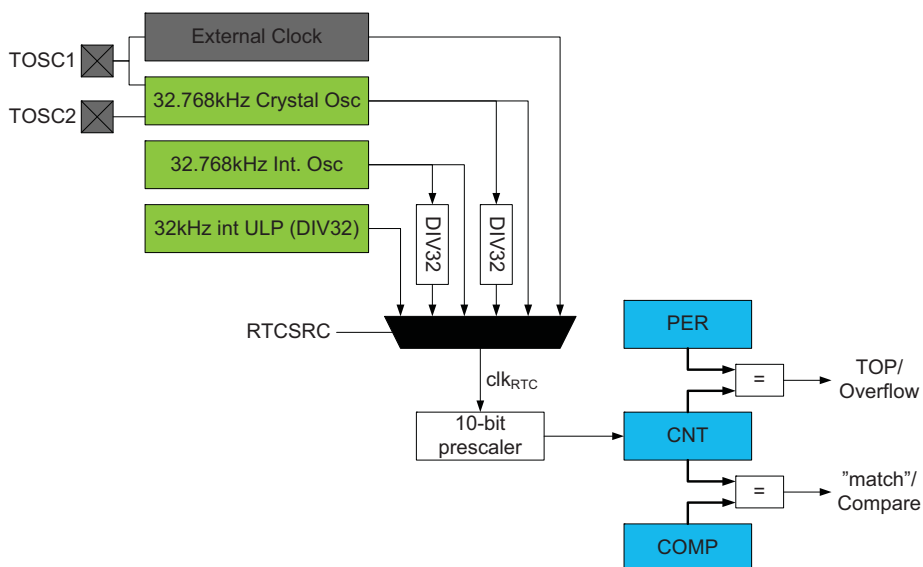 External Clock
TOSC1
32.768kHz Crystal Osc
TOSC2
32.768kHz Int. Osc
32kHz int ULP (DIV32)
DIV32
DIV32
RTCSRC
PER
clkRTC
=
TOP/
Overflow
10-bit
prescaler
CNT
=
”match”/
Compare
COMP